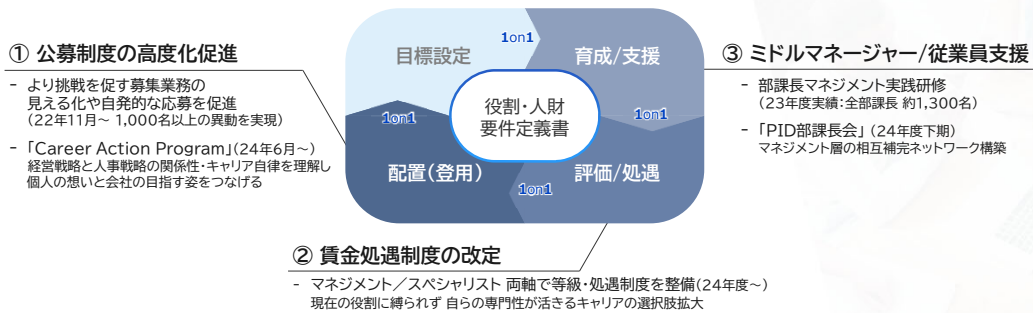 ① 公募制度の高度化促進
- より挑戦を促す募集業務の
見える化や自発的な応募を促進
(22年11月～ 1,000名以上の異動を実現)
- 「Career Action Program」(24年6月～)
経営戦略と人事戦略の関係性・キャリア自律を理解し
個人の想いと会社の目指す姿をつなげる
目標設定
1on1
育成/支援
役割・人財
要件定義書
1on1
1on1
配置(登用)
1on1
評価/処遇
③ ミドルマネージャー/従業員支援
- 部課長マネジメント実践研修
(23年度実績:全部課長 約1,300名)
- 「PID部課長会」 (24年度下期)
マネジメント層の相互補完ネットワーク構築
② 賃金処遇制度の改定
- マネジメント／スペシャリスト 両軸で等級・処遇制度を整備(24年度～)
現在の役割に縛られず 自らの専門性が活きるキャリアの選択肢拡大